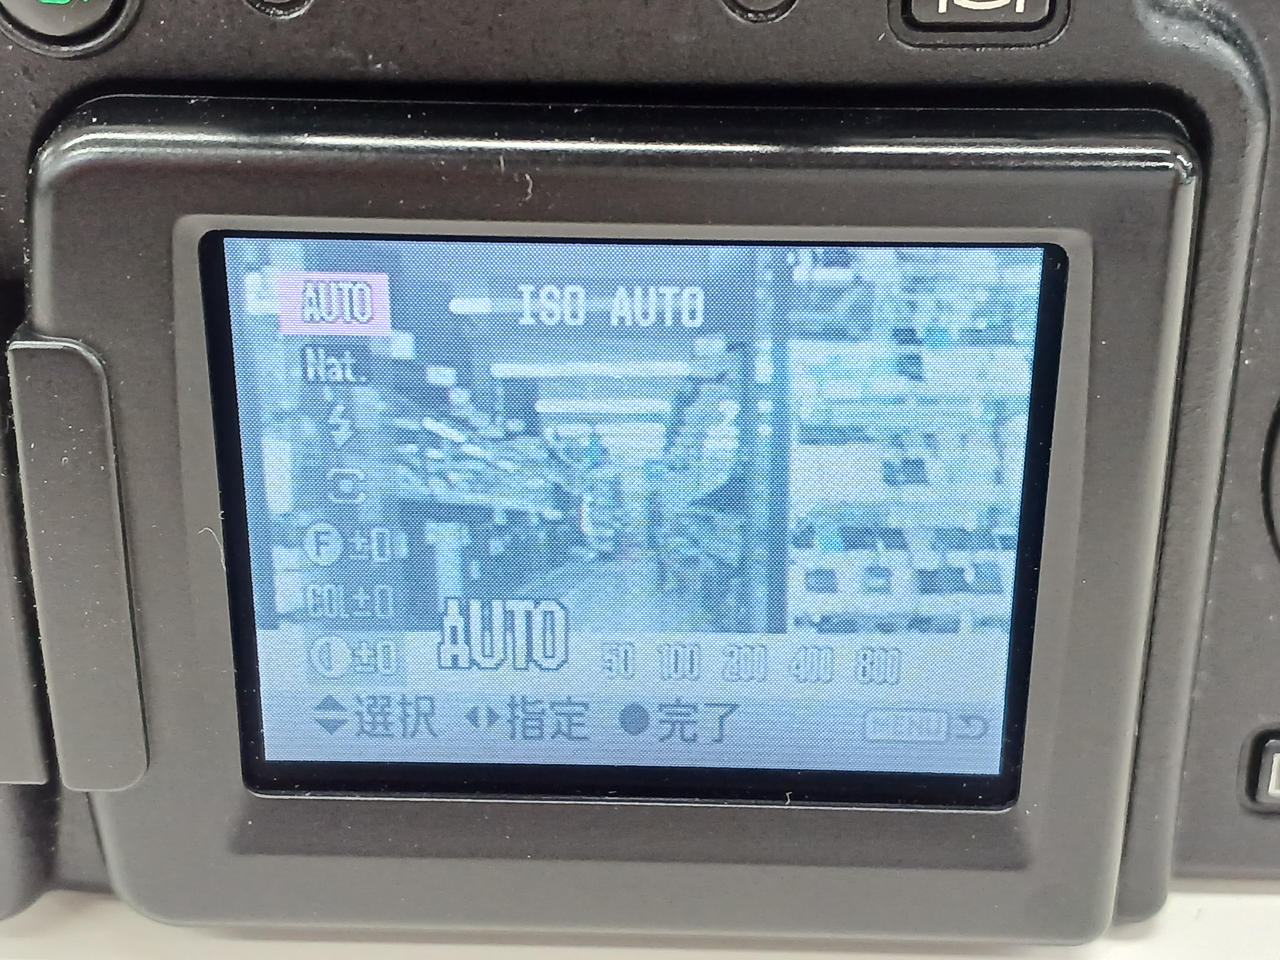 AUTO ISO AUTO
Nat.
F ±0
COL±0
±0 AUTO 50 100 200 400 800
選択 指定 完了 MENU